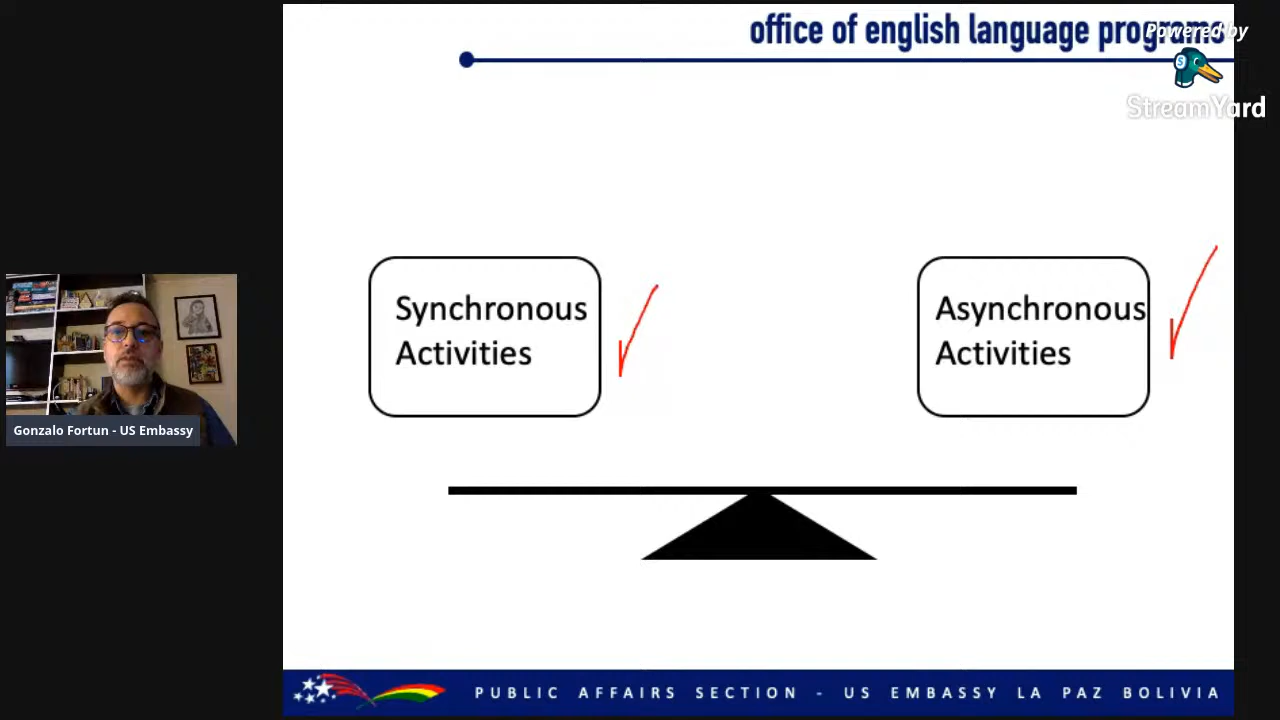 office of english language programs
Powered by
StreamYard
Synchronous
Activities
Asynchronous
Activities
Gonzalo Fortun - US Embassy
PUBLIC AFFAIRS SECTION - US EMBASSY LA PAZ BOLIVIA